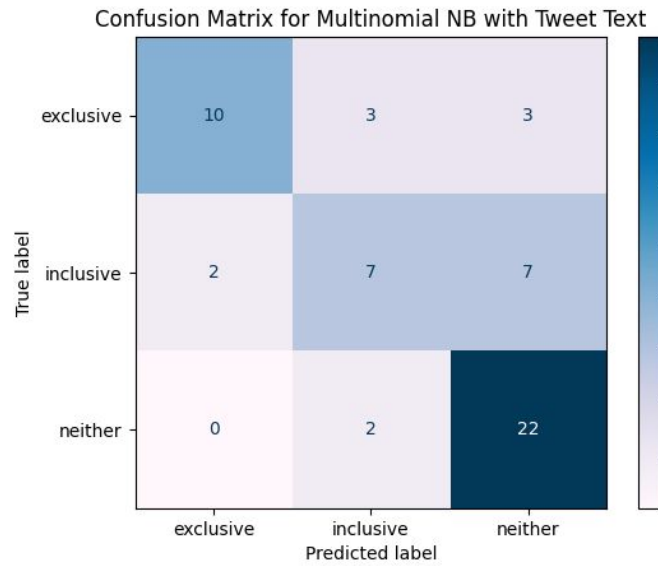 Confusion Matrix for Multinomial NB with Tweet Text
exclusive 10 3 3
inclusive 2 7 7
neither 0 2 22
True label
exclusive inclusive neither
Predicted label